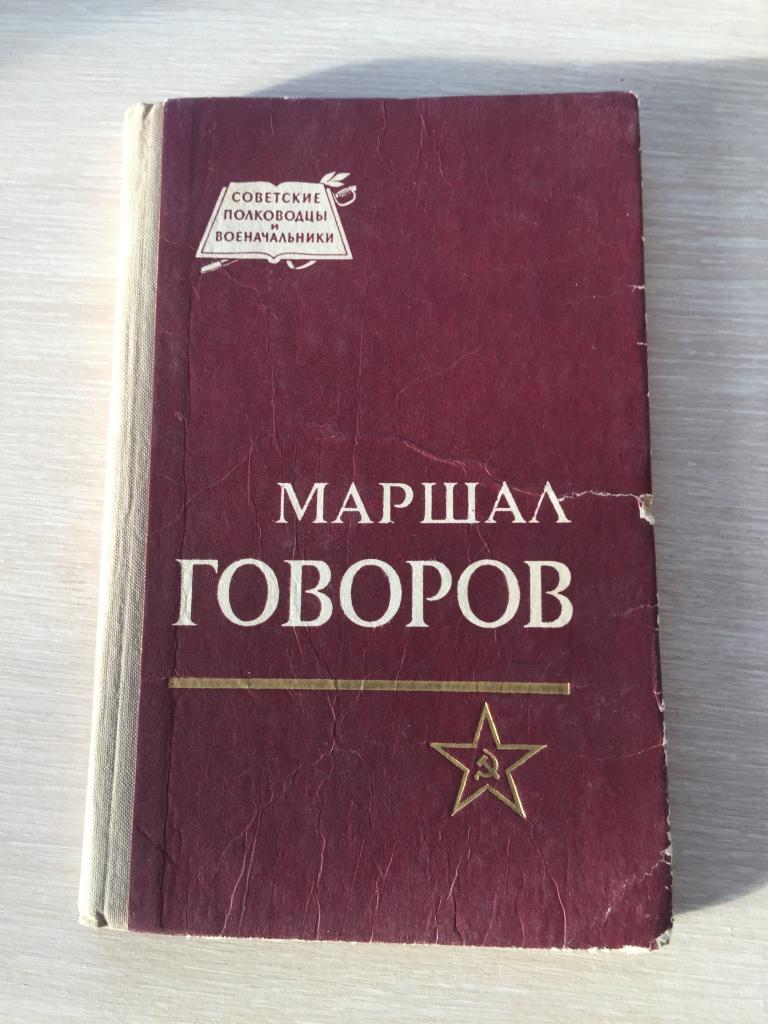 СОВЕТСКИЕ
ПОЛКОВОДЦЫ
И
ВОЕНАЧАЛЬНИКИ
МАРШАЛ
ГОВОРОВ